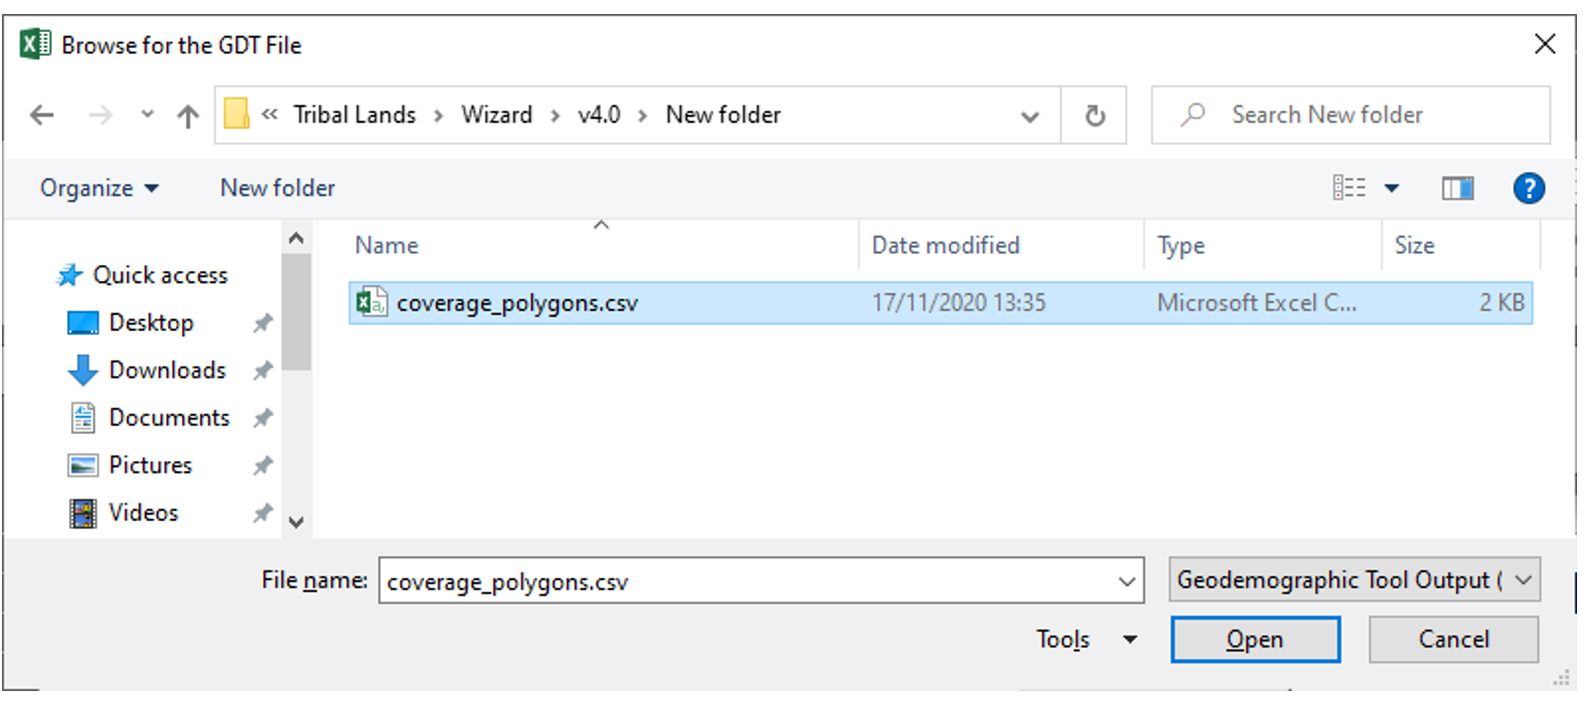 Browse for the GDT File
« Tribal Lands > Wizard > v4.0 > New folder
Search New folder
Organize
New folder
?
Name
Date modified
Type
Size
Quick access
Desktop
Downloads
Documents
Pictures
Videos
coverage_polygons.csv
17/11/2020 13:35
Microsoft Excel C...
2 KB
File name:
coverage_polygons.csv
Geodemographic Tool Output (
Tools
Open
Cancel